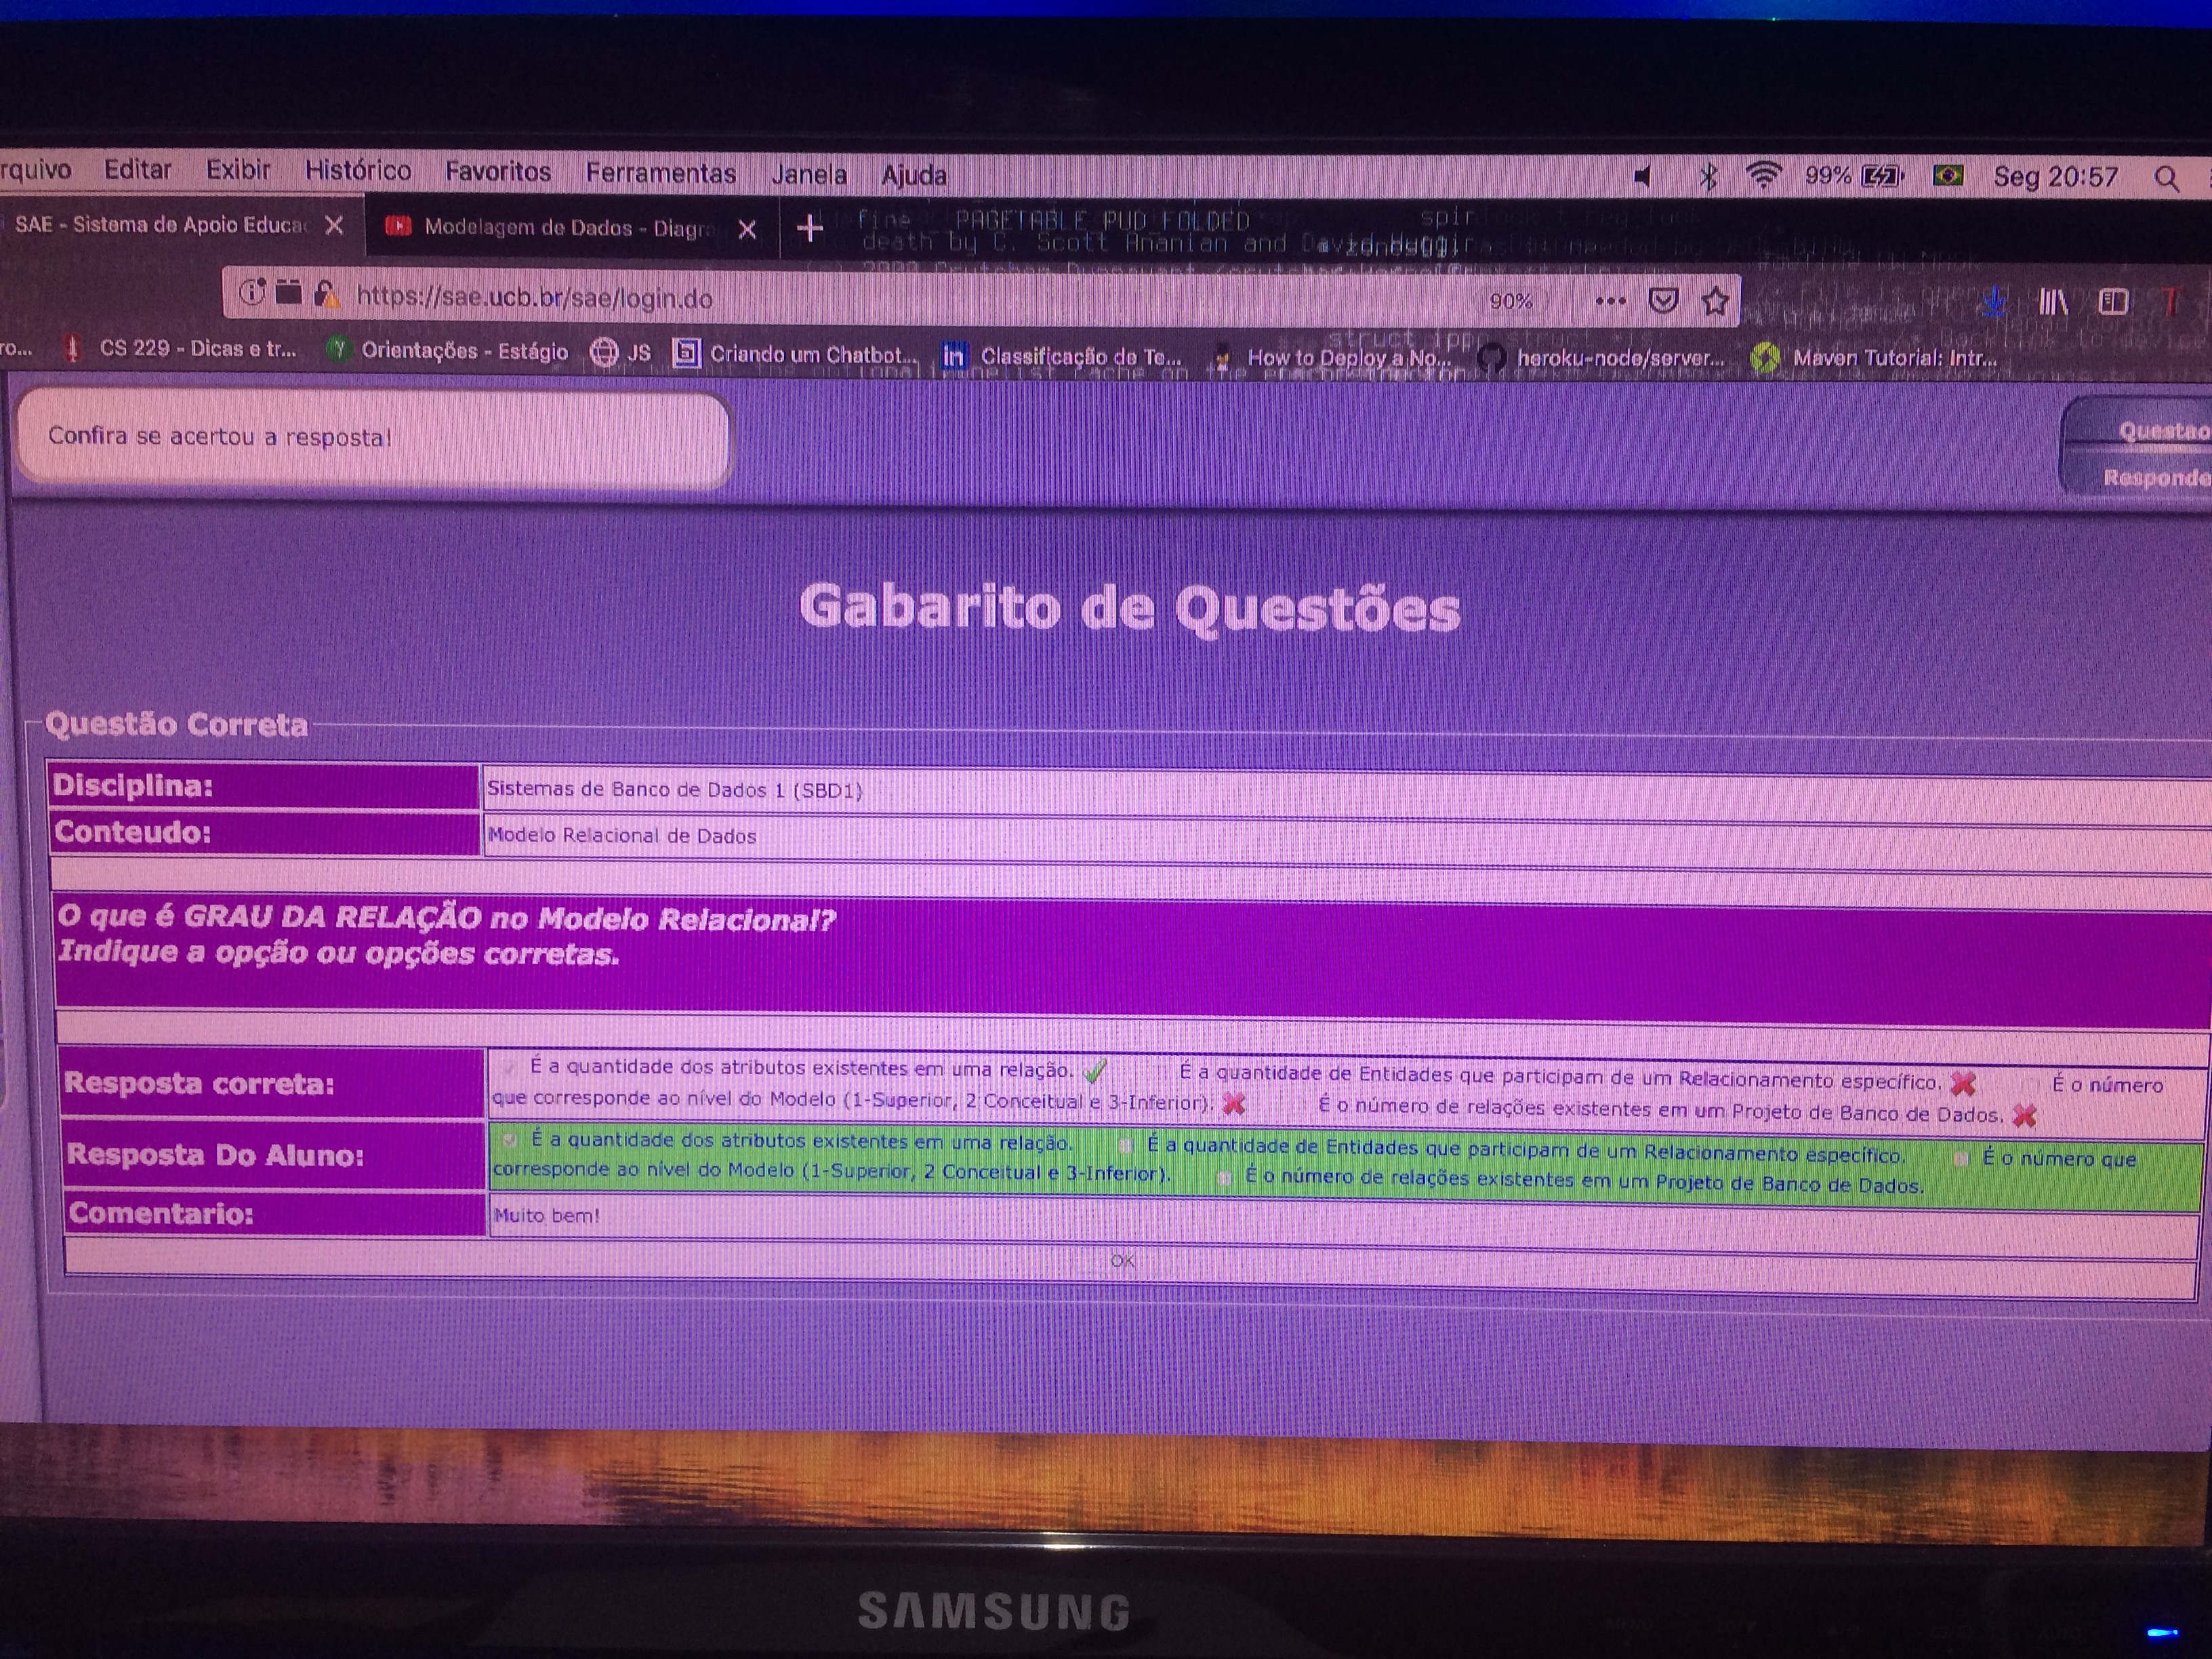 rquivo Editar Exibir Histórico Favoritos Ferramentas Janela Ajuda 99% Seg 20:57
SAE - Sistema de Apoio Educac Modelagem de Dados - Diagr
fine __PAGETABLE_PUD_FOLDED
death by C. Scott Ananian and
https://sae.ucb.br/sae/login.do 90%
ro... CS 229 - Dicas e tr... Orientações - Estágio JS Criando um Chatbot... in Classificação de Te... How to Deploy a No... heroku-node/server... Maven Tutorial: Intr...
Confira se acertou a resposta!
Questao
Responde
Gabarito de Questões
Questão Correta
Disciplina: Sistemas de Banco de Dados 1 (SBD1)
Conteudo: Modelo Relacional de Dados
O que é GRAU DA RELAÇÃO no Modelo Relacional?
Indique a opção ou opções corretas.
Resposta correta: É a quantidade dos atributos existentes em uma relação. É a quantidade de Entidades que participam de um Relacionamento específico. É o número
que corresponde ao nível do Modelo (1-Superior, 2 Conceitual e 3-Inferior). É o número de relações existentes em um Projeto de Banco de Dados.
Resposta Do Aluno: É a quantidade dos atributos existentes em uma relação. É a quantidade de Entidades que participam de um Relacionamento específico. É o número que
corresponde ao nível do Modelo (1-Superior, 2 Conceitual e 3-Inferior). É o número de relações existentes em um Projeto de Banco de Dados.
Comentario: Muito bem!
OK
SAMSUNG